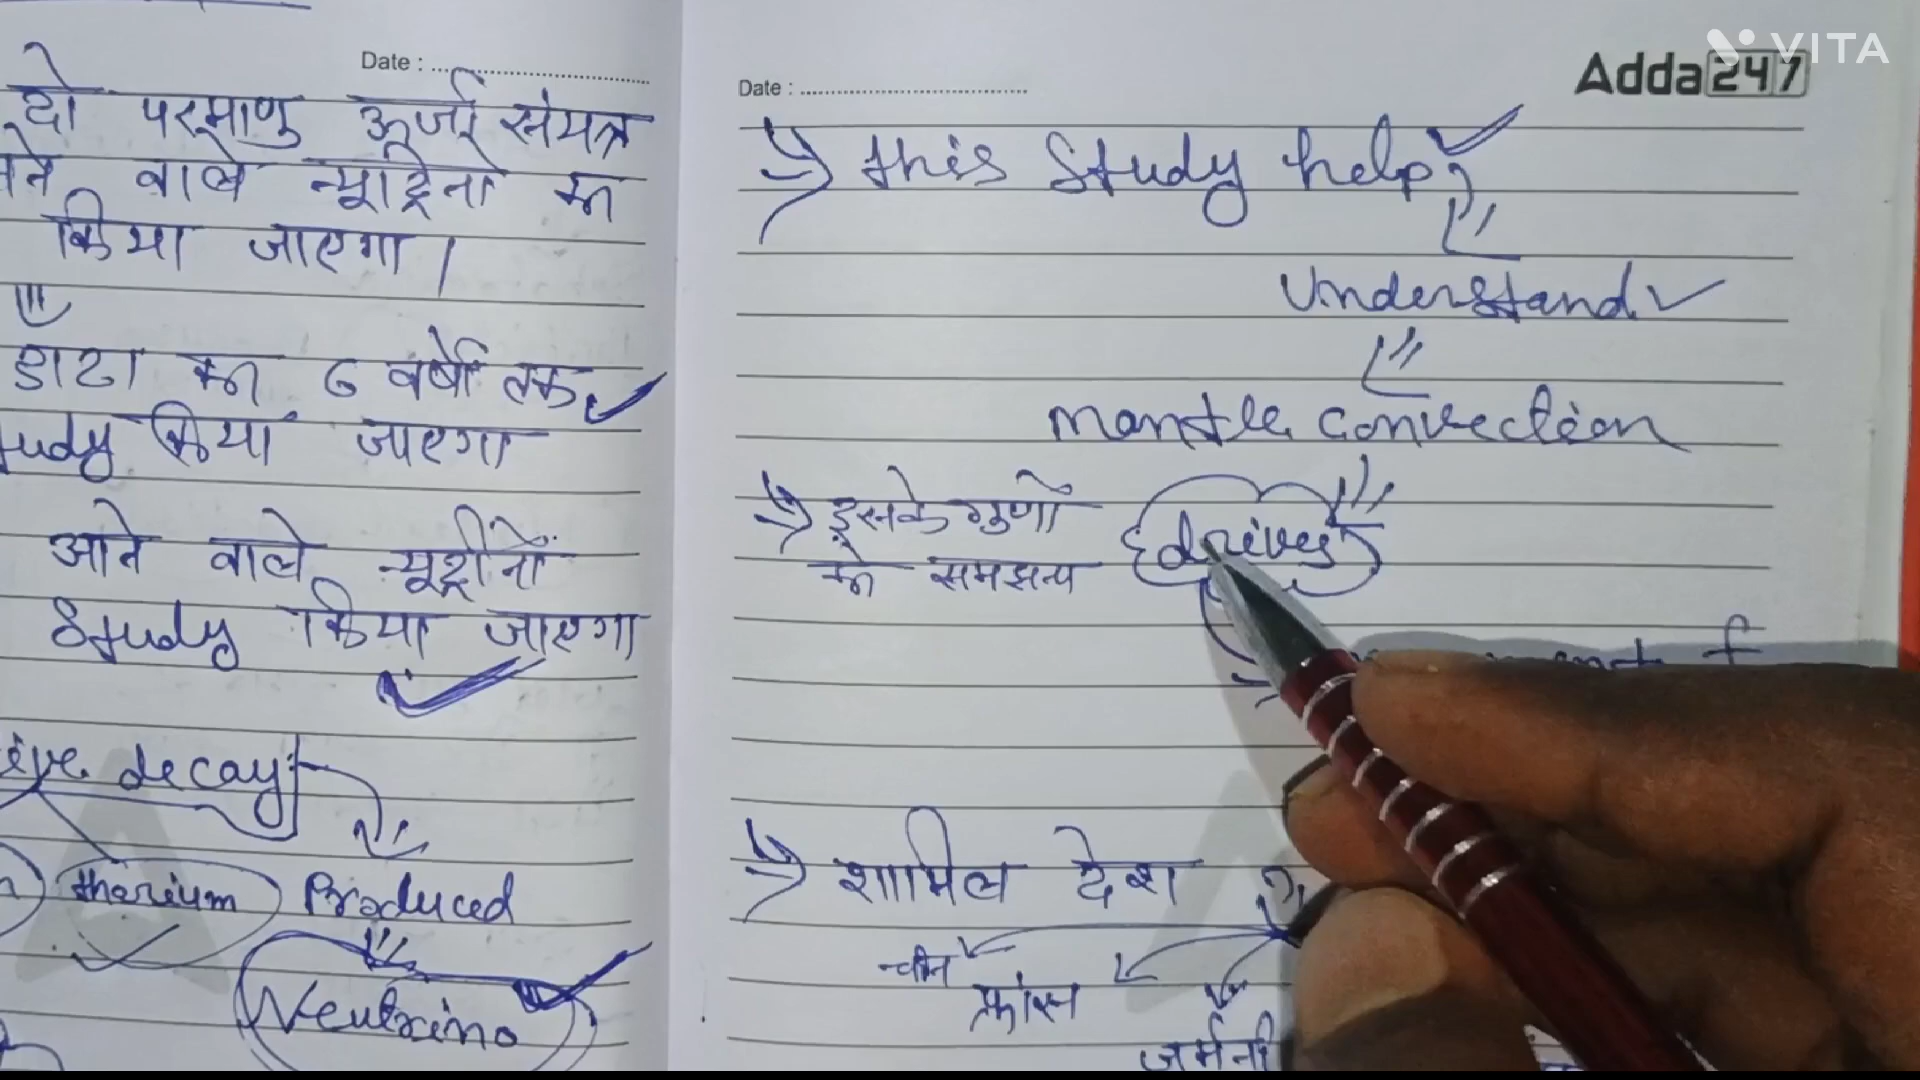 Date :
दो परमाणु ऊर्जा संयंत्र
वाले न्यूट्रिनो का
किया जाएगा।
डाटा का 6 वर्षो तक
study किया जाएगा
आने वाले न्यूट्रीनों
Study किया जाएगा
decay
thorium Produced
Neutrino
Date :
Adda247
VITA
this Study help
Understand
mantle convection
इसके गुणों drives
को समझना
शामिल देश
चीन
फ्रांस
जर्मनी